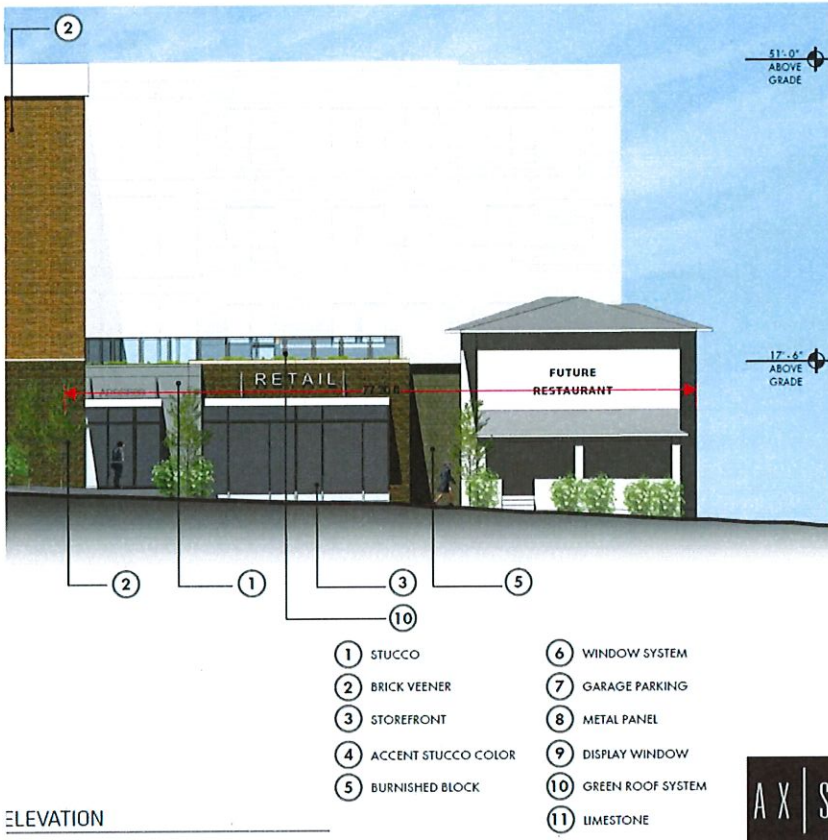 2
51'-0"
ABOVE
GRADE
17'-6"
ABOVE
GRADE
RETAIL
FUTURE
RESTAURANT
2
1
3
5
10
1 STUCCO
2 BRICK VEENER
3 STOREFRONT
4 ACCENT STUCCO COLOR
5 BURNISHED BLOCK
6 WINDOW SYSTEM
7 GARAGE PARKING
8 METAL PANEL
9 DISPLAY WINDOW
10 GREEN ROOF SYSTEM
11 LIMESTONE
ELEVATION
AX|S